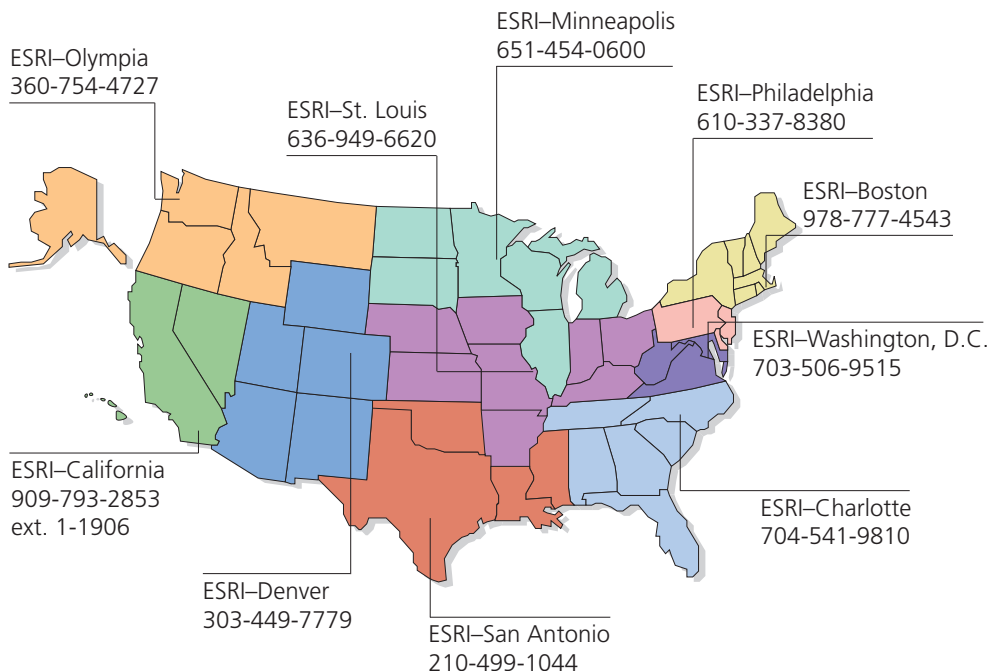 ESRI–Minneapolis
651-454-0600
ESRI–Olympia
360-754-4727
ESRI–St. Louis
636-949-6620
ESRI–Philadelphia
610-337-8380
ESRI–Boston
978-777-4543
ESRI–Washington, D.C.
703-506-9515
ESRI–California
909-793-2853
ext. 1-1906
ESRI–Charlotte
704-541-9810
ESRI–Denver
303-449-7779
ESRI–San Antonio
210-499-1044